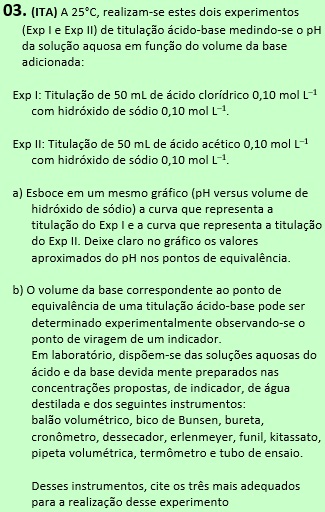 03. (ITA) A 25°C, realizam-se estes dois experimentos
(Exp I e Exp II) de titulação ácido-base medindo-se o pH
da solução aquosa em função do volume da base
adicionada:
Exp I: Titulação de 50 mL de ácido clorídrico 0,10 mol L⁻¹
com hidróxido de sódio 0,10 mol L⁻¹.
Exp II: Titulação de 50 mL de ácido acético 0,10 mol L⁻¹
com hidróxido de sódio 0,10 mol L⁻¹.
a) Esboce em um mesmo gráfico (pH versus volume de
hidróxido de sódio) a curva que representa a
titulação do Exp I e a curva que representa a titulação
do Exp II. Deixe claro no gráfico os valores
aproximados do pH nos pontos de equivalência.
b) O volume da base correspondente ao ponto de
equivalência de uma titulação ácido-base pode ser
determinado experimentalmente observando-se o
ponto de viragem de um indicador.
Em laboratório, dispõem-se das soluções aquosas do
ácido e da base devida mente preparados nas
concentrações propostas, de indicador, de água
destilada e dos seguintes instrumentos:
balão volumétrico, bico de Bunsen, bureta,
cronômetro, dessecador, erlenmeyer, funil, kitassato,
pipeta volumétrica, termômetro e tubo de ensaio.
Desses instrumentos, cite os três mais adequados
para a realização desse experimento